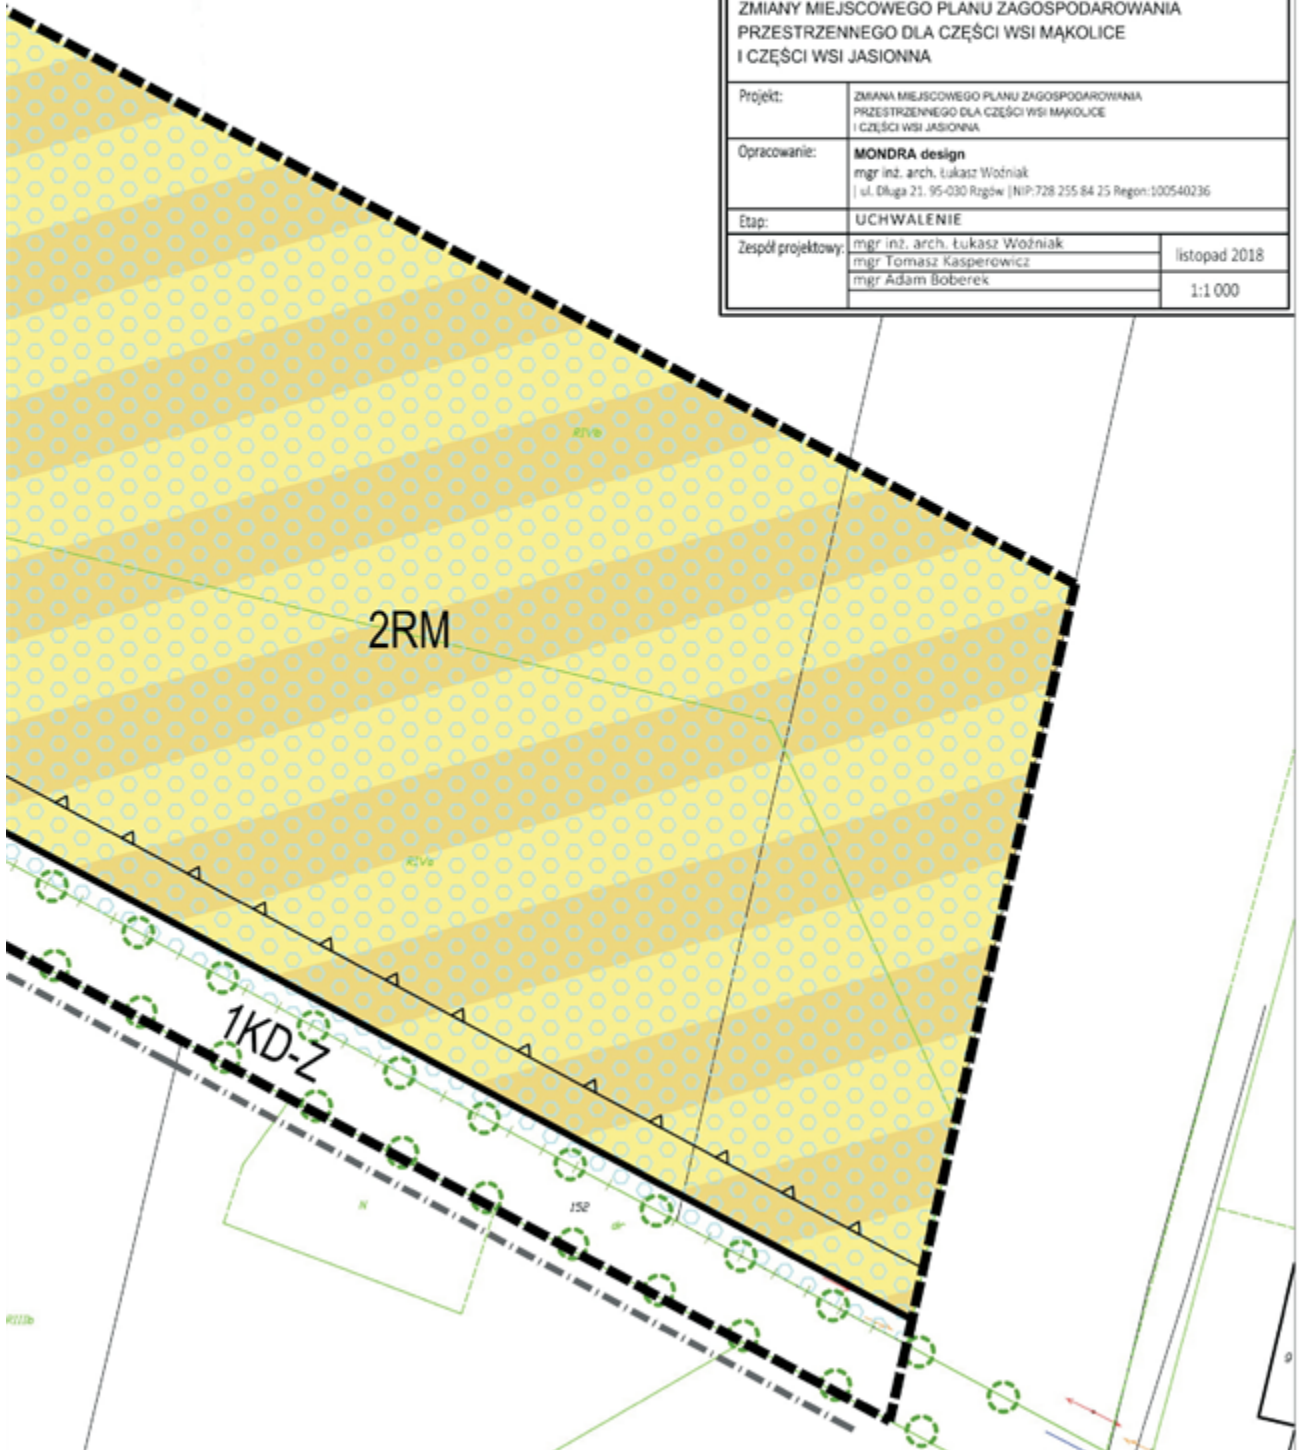 ZMIANY MIEJSCOWEGO PLANU ZAGOSPODAROWANIA
PRZESTRZENNEGO DLA CZĘŚCI WSI MĄKOLICE
I CZĘŚCI WSI JASIONNA
Projekt:
ZMIANA MIEJSCOWEGO PLANU ZAGOSPODAROWANIA
PRZESTRZENNEGO DLA CZĘŚCI WSI MĄKOLICE
I CZĘŚCI WSI JASIONNA
Opracowanie:
MONDRA design
mgr inż. arch. Łukasz Woźniak
| ul. Długa 21. 95-030 Rzgów |NIP:728 255 84 25 Regon:100540236
Etap:
UCHWALENIE
Zespół projektowy:
mgr inż. arch. Łukasz Woźniak
mgr Tomasz Kasperowicz
mgr Adam Boberek
listopad 2018
1:1 000
RIVb
2RM
RIVa
1KD-Z
152
dr
N
RIIIb
9